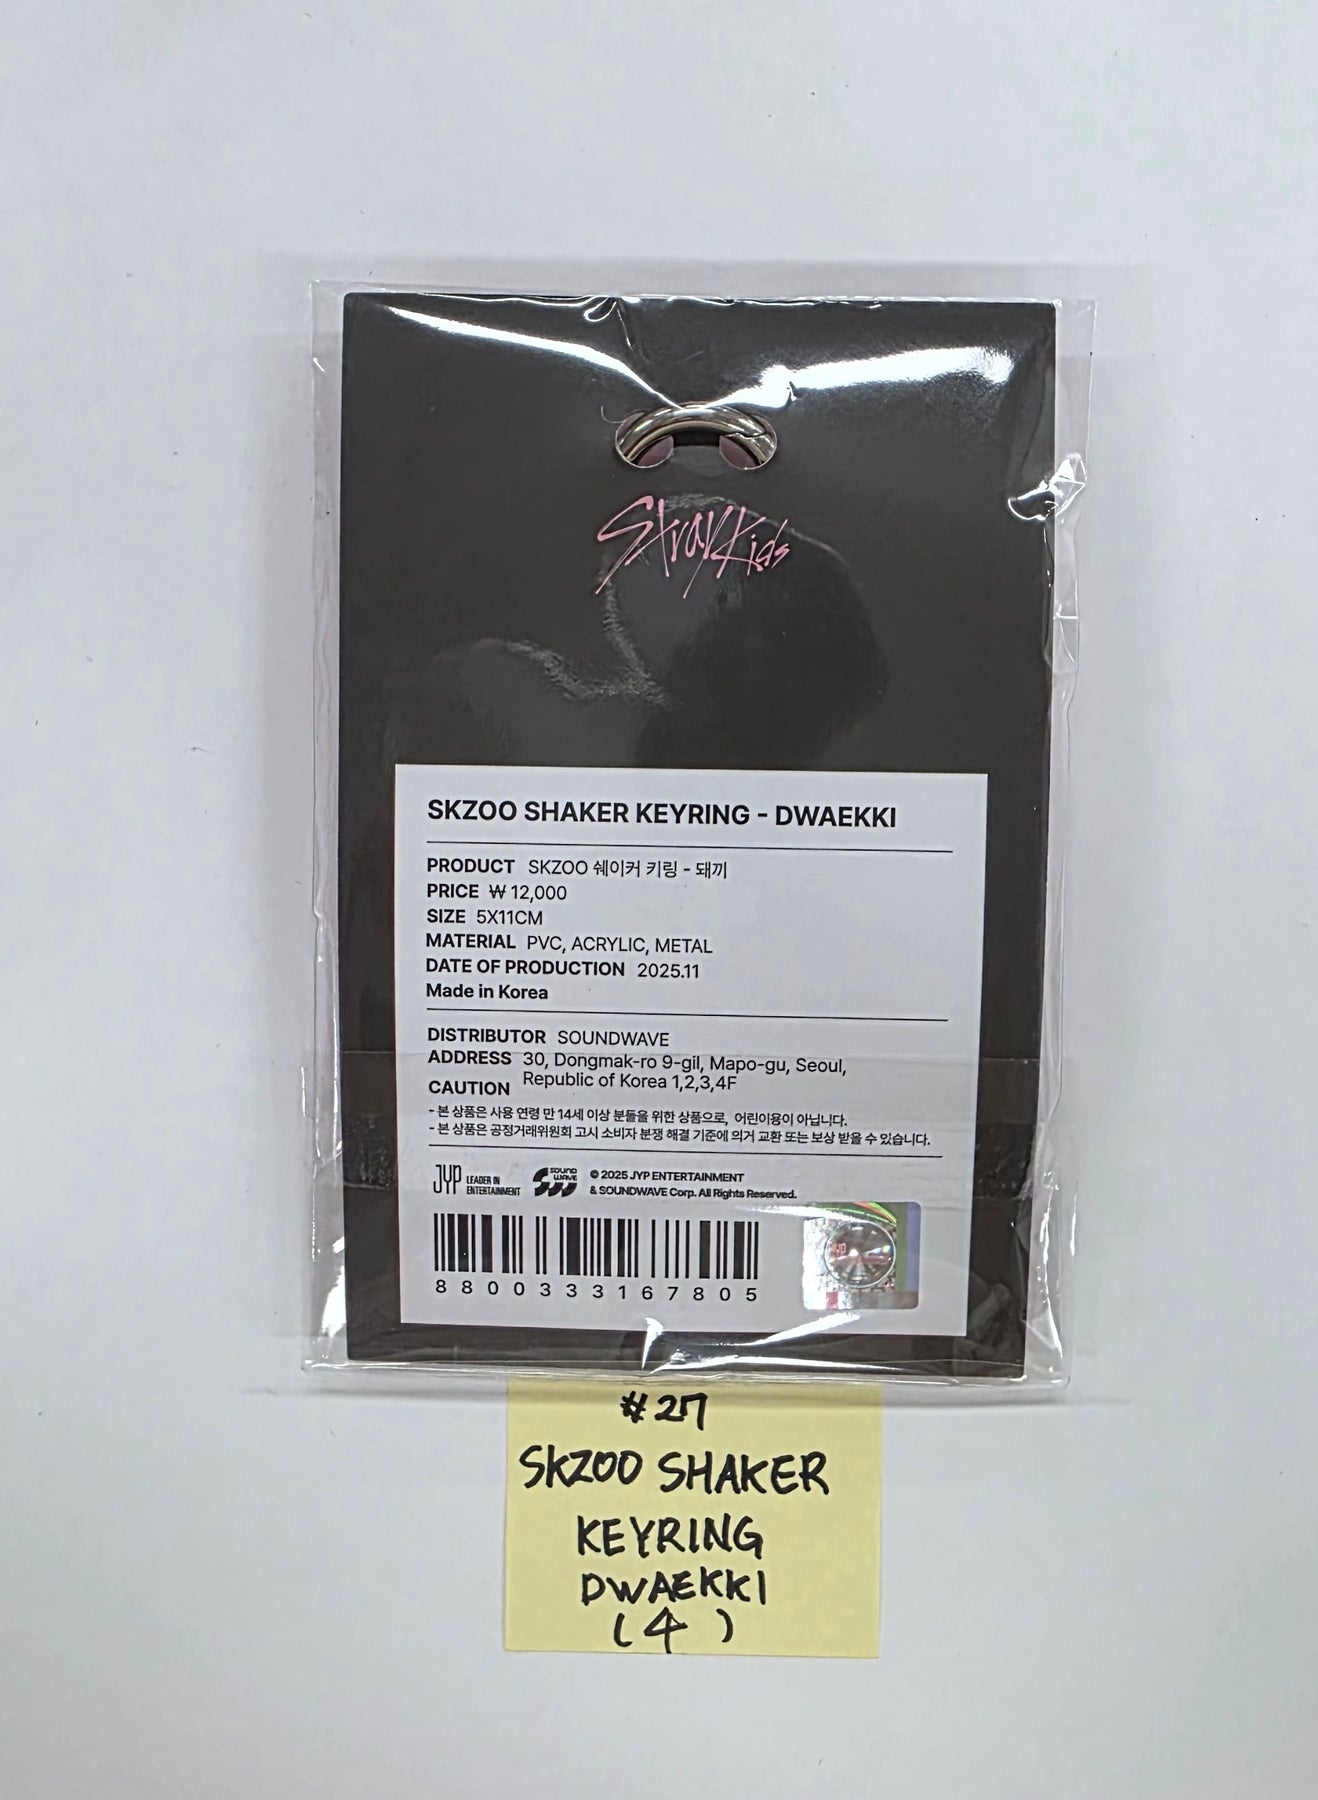 Stray Kids
SKZOO SHAKER KEYRING - DWAEKKI
PRODUCT SKZOO 쉐이커 키링 - 돼끼
PRICE ₩ 12,000
SIZE 5X11CM
MATERIAL PVC, ACRYLIC, METAL
DATE OF PRODUCTION 2025.11
Made in Korea
DISTRIBUTOR SOUNDWAVE
ADDRESS 30, Dongmak-ro 9-gil, Mapo-gu, Seoul,
Republic of Korea 1,2,3,4F
CAUTION
- 본 상품은 사용 연령 만 14세 이상 분들을 위한 상품으로, 어린이용이 아닙니다.
- 본 상품은 공정거래위원회 고시 소비자 분쟁 해결 기준에 의거 교환 또는 보상 받을 수 있습니다.
JYP LEADER IN
ENTERTAINMENT
SOUND
WAVE
© 2025 JYP ENTERTAINMENT
& SOUNDWAVE Corp. All Rights Reserved.
JYP
8800333167805
#27
SKZOO SHAKER
KEYRING
DWAEKKI
(4)